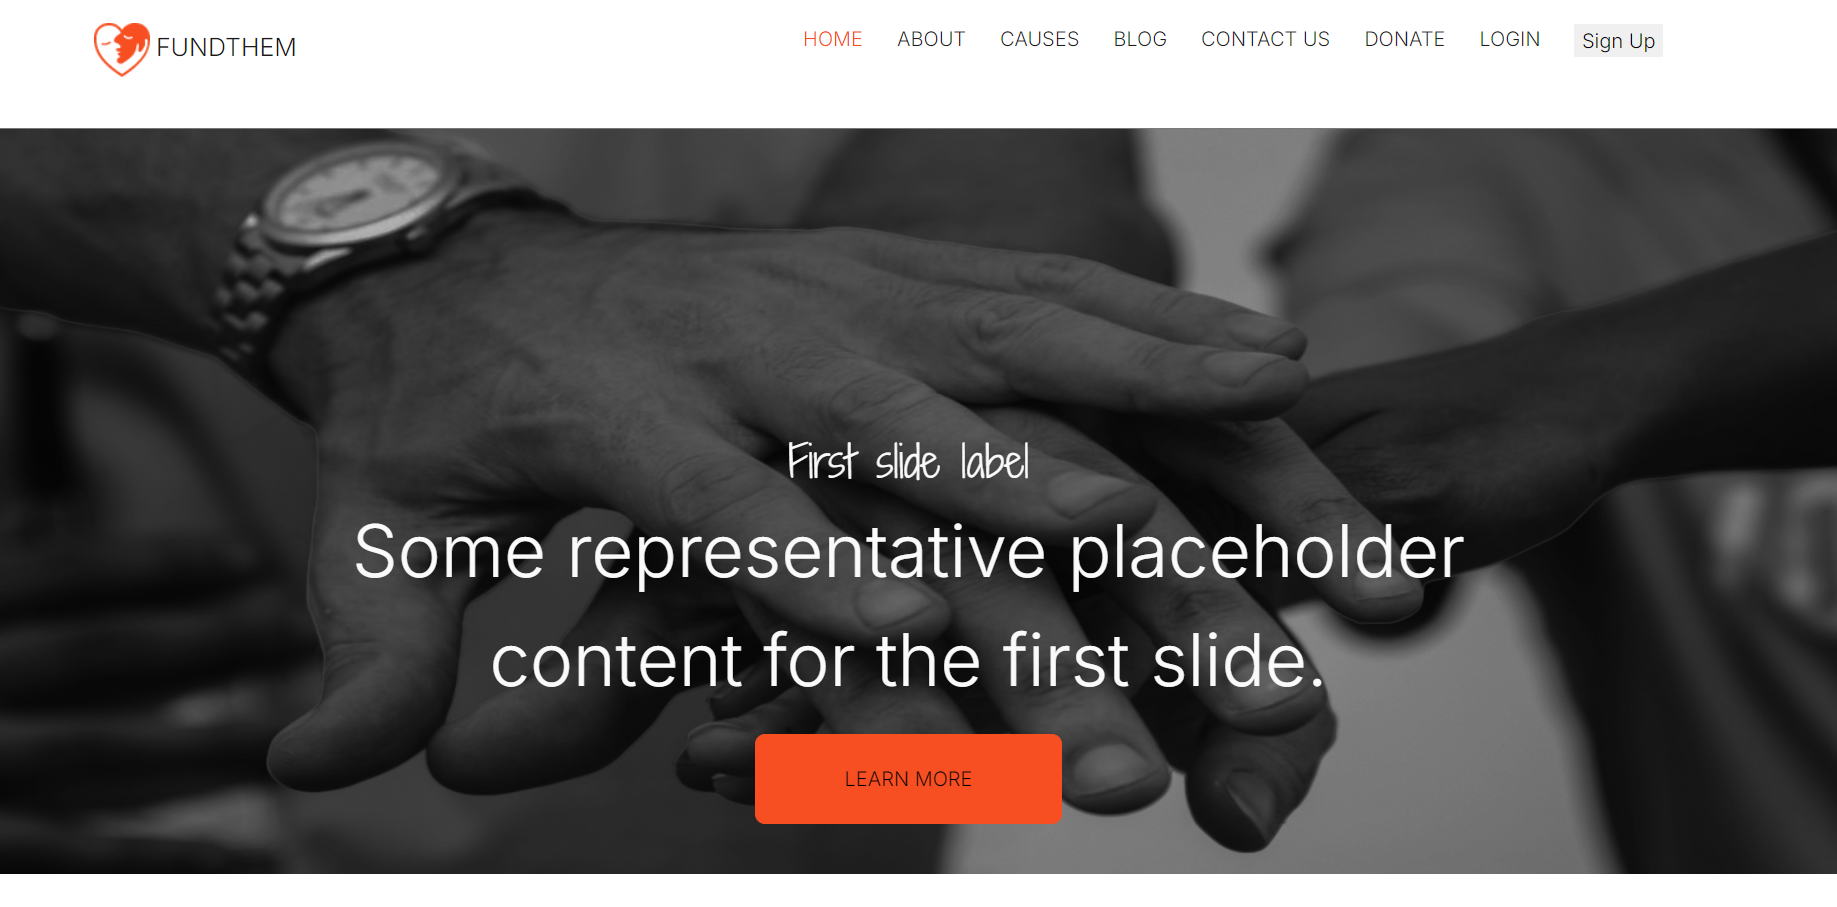 FUNDTHEM
HOME ABOUT CAUSES BLOG CONTACT US DONATE LOGIN Sign Up
First slide label
Some representative placeholder
content for the first slide.
LEARN MORE